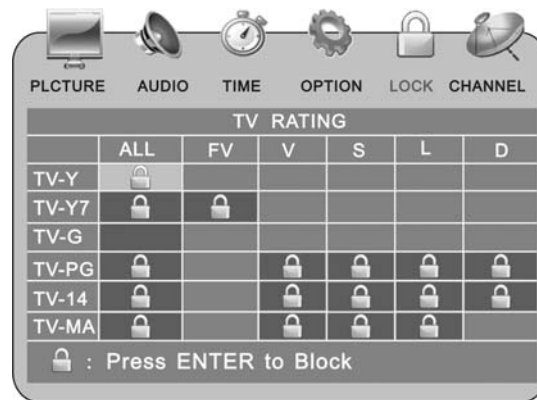 PLCTURE AUDIO TIME OPTION LOCK CHANNEL
TV RATING
ALL FV V S L D
TV-Y
TV-Y7
TV-G
TV-PG
TV-14
TV-MA
: Press ENTER to Block